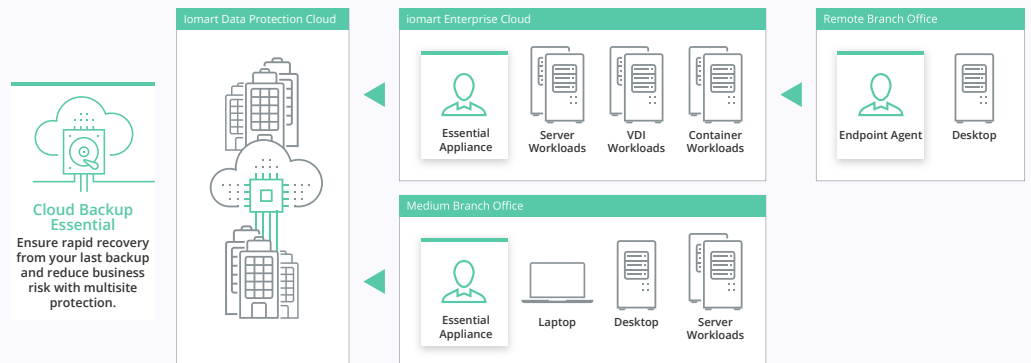 Iomart Data Protection Cloud
iomart Enterprise Cloud
Remote Branch Office
Essential
Appliance
Server
Workloads
VDI
Workloads
Container
Workloads
Endpoint Agent
Desktop
Cloud Backup
Essential
Ensure rapid recovery
from your last backup
and reduce business
risk with multisite
protection.
Medium Branch Office
Essential
Appliance
Laptop
Desktop
Server
Workloads